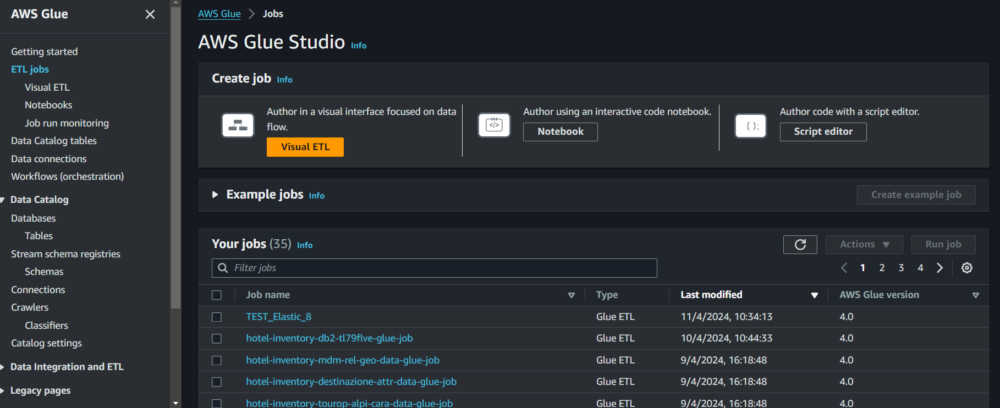 AWS Glue
Getting started
ETL jobs
Visual ETL
Notebooks
Job run monitoring
Data Catalog tables
Data connections
Workflows (orchestration)
Data Catalog
Databases
Tables
Stream schema registries
Schemas
Connections
Crawlers
Classifiers
Catalog settings
Data Integration and ETL
Legacy pages
AWS Glue > Jobs
AWS Glue Studio Info
Create job Info
Author in a visual interface focused on data
flow.
Visual ETL
</>
Author using an interactive code notebook.
Notebook
{ };
Author code with a script editor.
Script editor
Example jobs Info
Create example job
Your jobs (35) Info
Actions
Run job
Filter jobs
1 2 3 4
Job name Type Last modified AWS Glue version
TEST_Elastic_8 Glue ETL 11/4/2024, 10:34:13 4.0
hotel-inventory-db2-tl79flve-glue-job Glue ETL 10/4/2024, 10:44:33 4.0
hotel-inventory-mdm-rel-geo-data-glue-job Glue ETL 9/4/2024, 16:18:48 4.0
hotel-inventory-destinazione-attr-data-glue-job Glue ETL 9/4/2024, 16:18:48 4.0
hotel-inventory-tourop-alpi-cara-data-glue-job Glue ETL 9/4/2024, 16:18:48 4.0